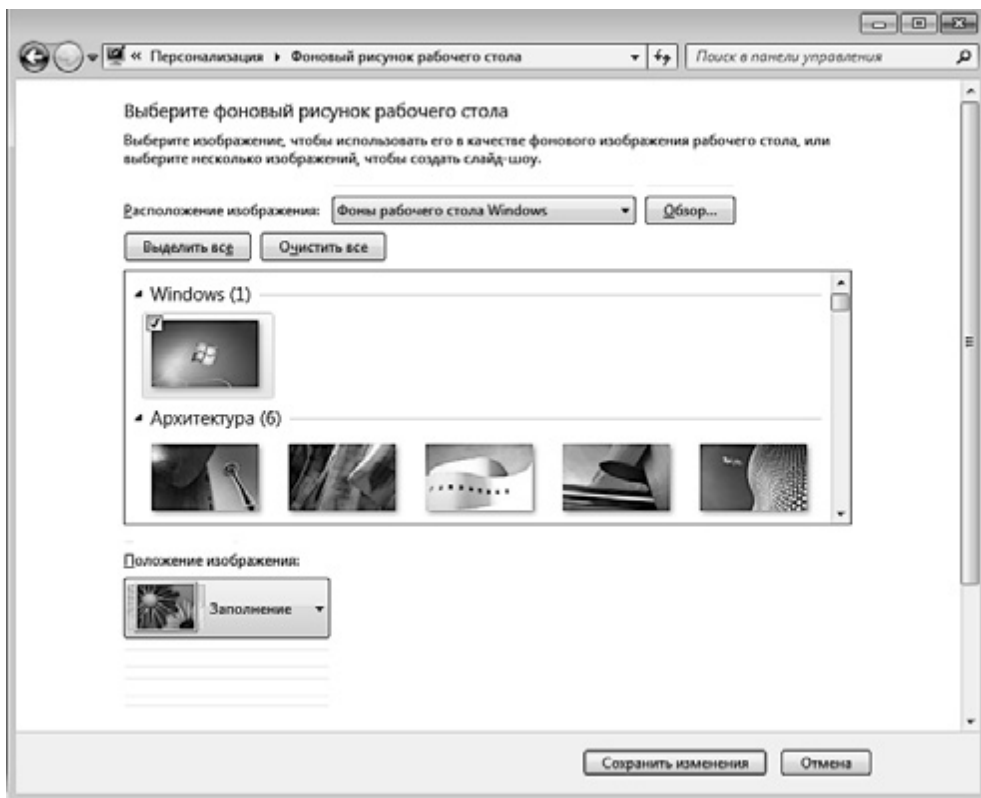 « Персонализация ▸ Фоновый рисунок рабочего стола
Поиск в панели управления
Выберите фоновый рисунок рабочего стола
Выберите изображение, чтобы использовать его в качестве фонового изображения рабочего стола, или
выберите несколько изображений, чтобы создать слайд-шоу.
Расположение изображения: Фоны рабочего стола Windows Обзор...
Выделить все Очистить все
Windows (1)
Архитектура (6)
Положение изображения:
Заполнение
Сохранить изменения Отмена